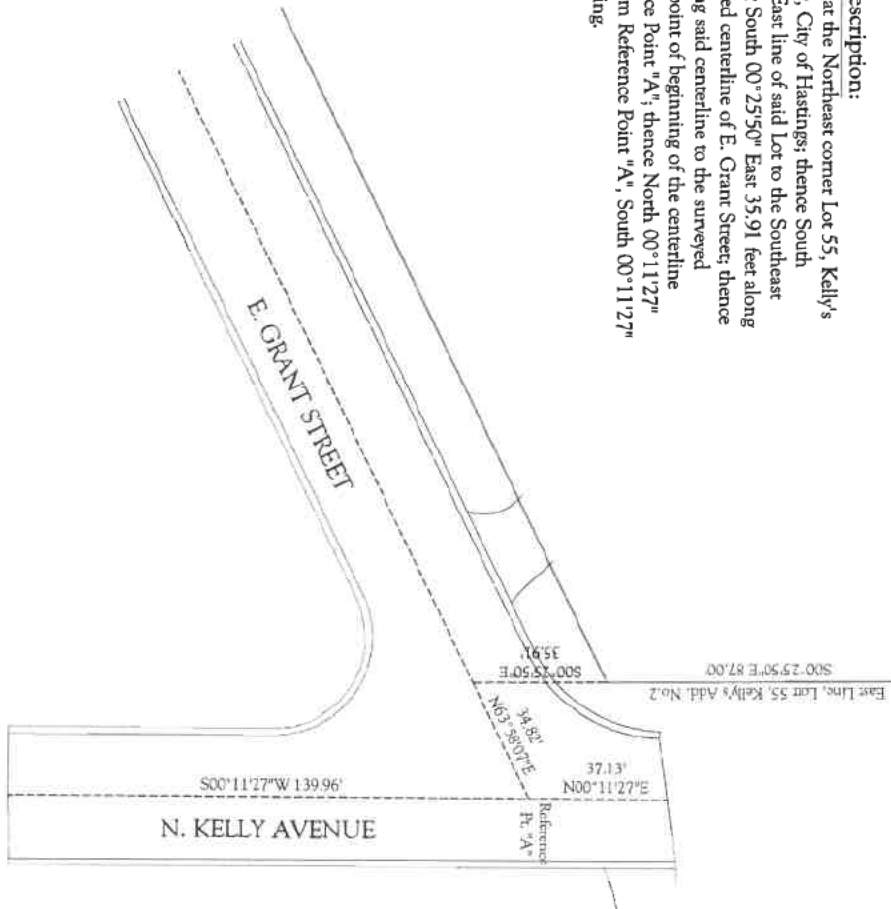 escription:
at the Northeast corner Lot 55, Kelly's
, City of Hastings; thence South
East line of said Lot to the Southeast
South 00°25'50" East 35.91 feet along
ed centerline of E. Grant Street; thence
ng said centerline to the surveyed
point of beginning of the centerline
ce Point "A"; thence North 00°11'27"
m Reference Point "A", South 00°11'27"
ing.
E. GRANT STREET
East Line, Lot 55, Kelly's Add. No.2
S00°25'50"E 87.00
S00°25'50"E
35.91'
34.82'
N63°58'07"E
37.13'
N00°11'27"E
S00°11'27"W 139.96'
Reference
Pt. "A"
N. KELLY AVENUE